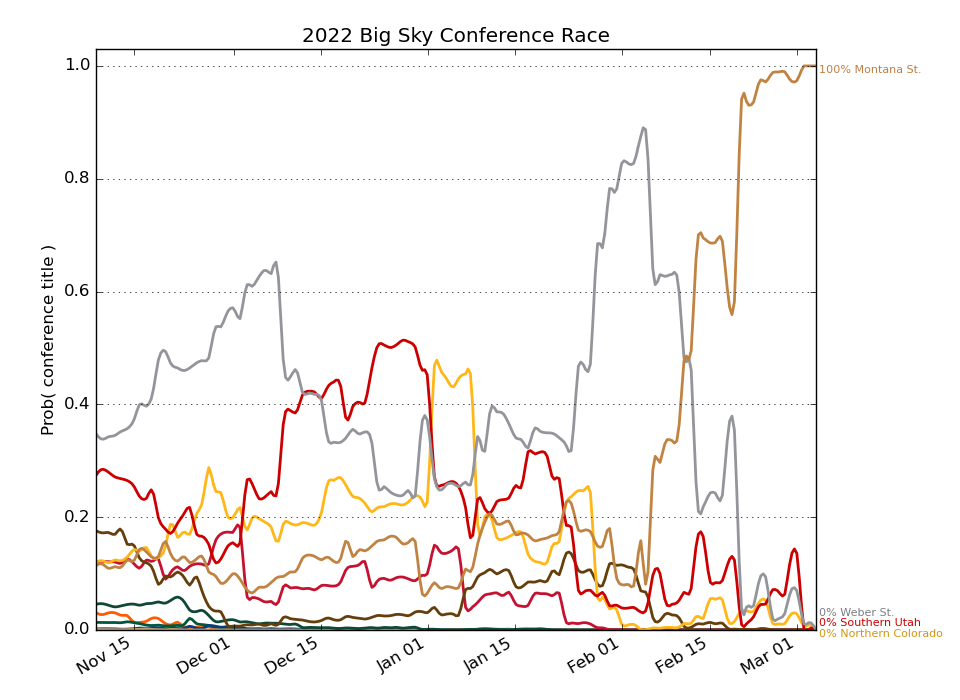 2022 Big Sky Conference Race
Prob( conference title )
1.0
0.8
0.6
0.4
0.2
0.0
Nov 15
Dec 01
Dec 15
Jan 01
Jan 15
Feb 01
Feb 15
Mar 01
100% Montana St.
0% Weber St.
0% Southern Utah
0% Northern Colorado